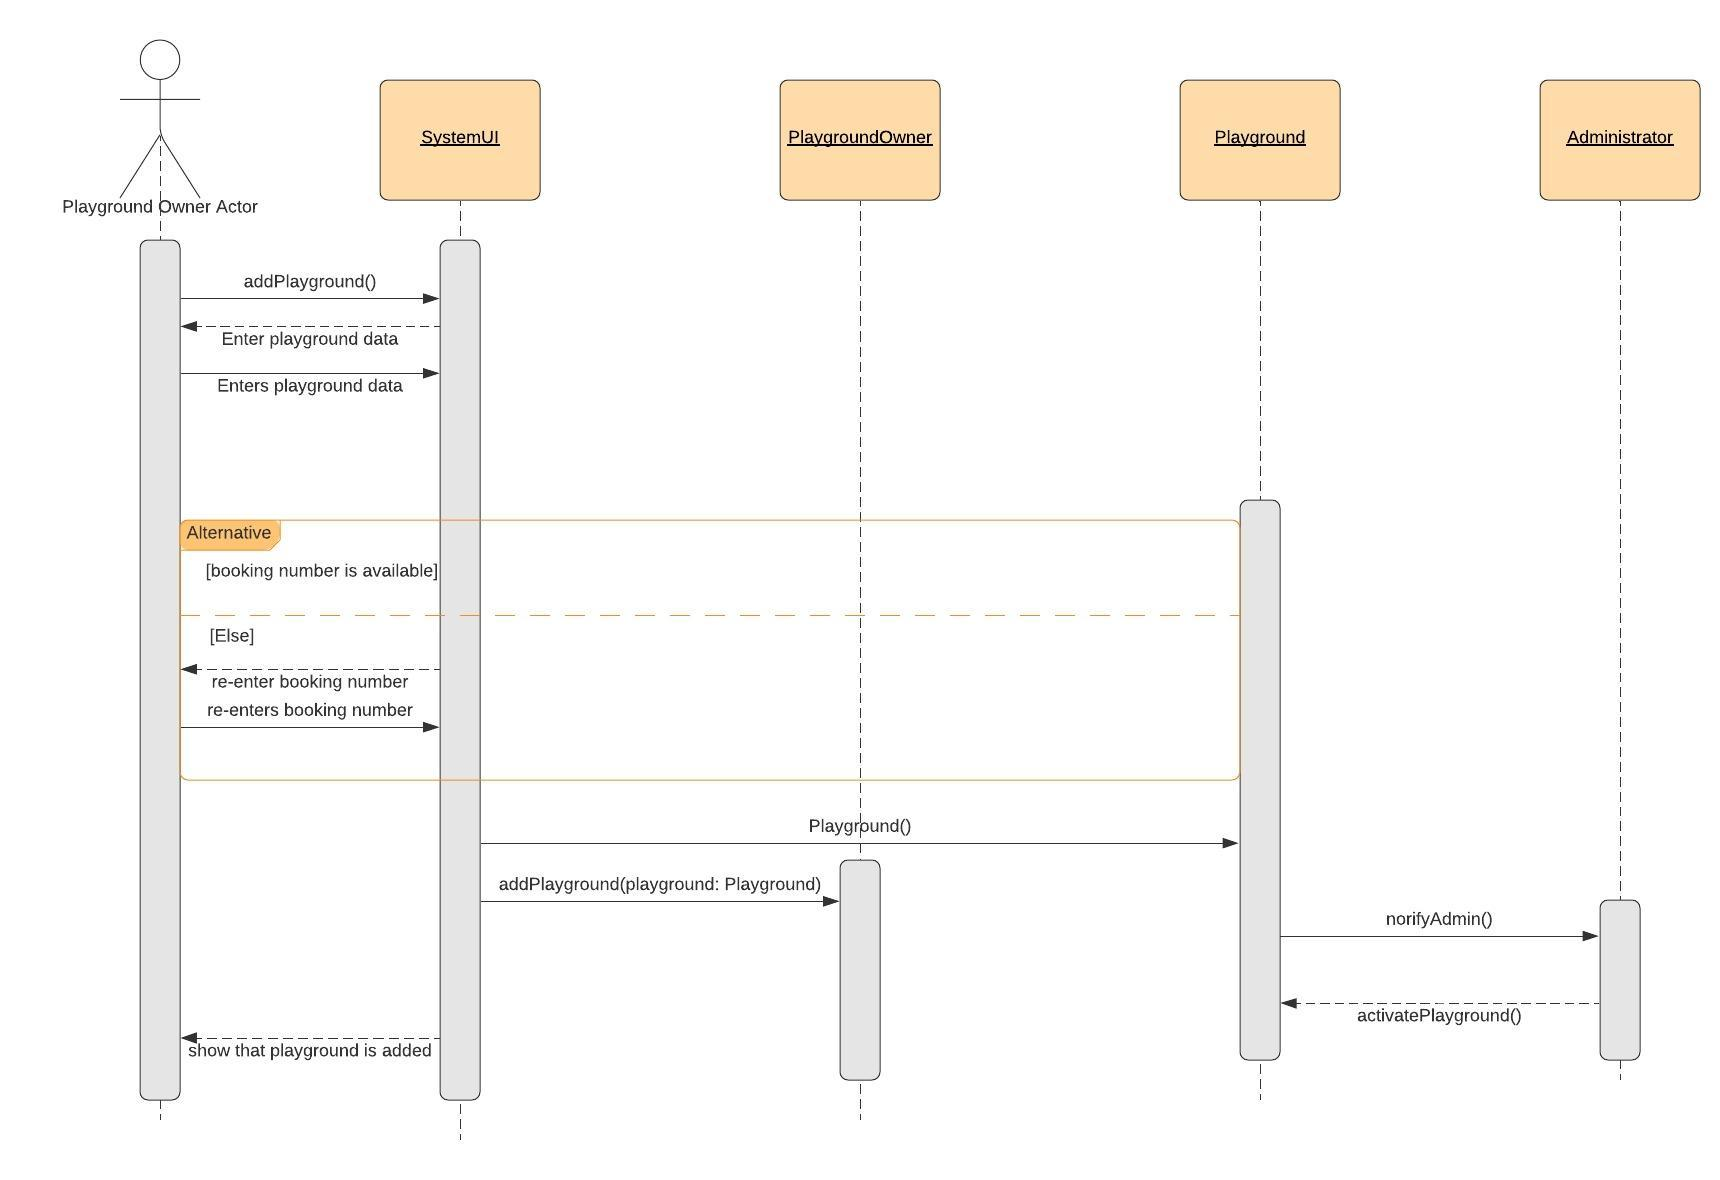 Playground Owner Actor
SystemUI
PlaygroundOwner
Playground
Administrator
addPlayground()
Enter playground data
Enters playground data
Alternative
[booking number is available]
[Else]
re-enter booking number
re-enters booking number
Playground()
addPlayground(playground: Playground)
norifyAdmin()
activatePlayground()
show that playground is added